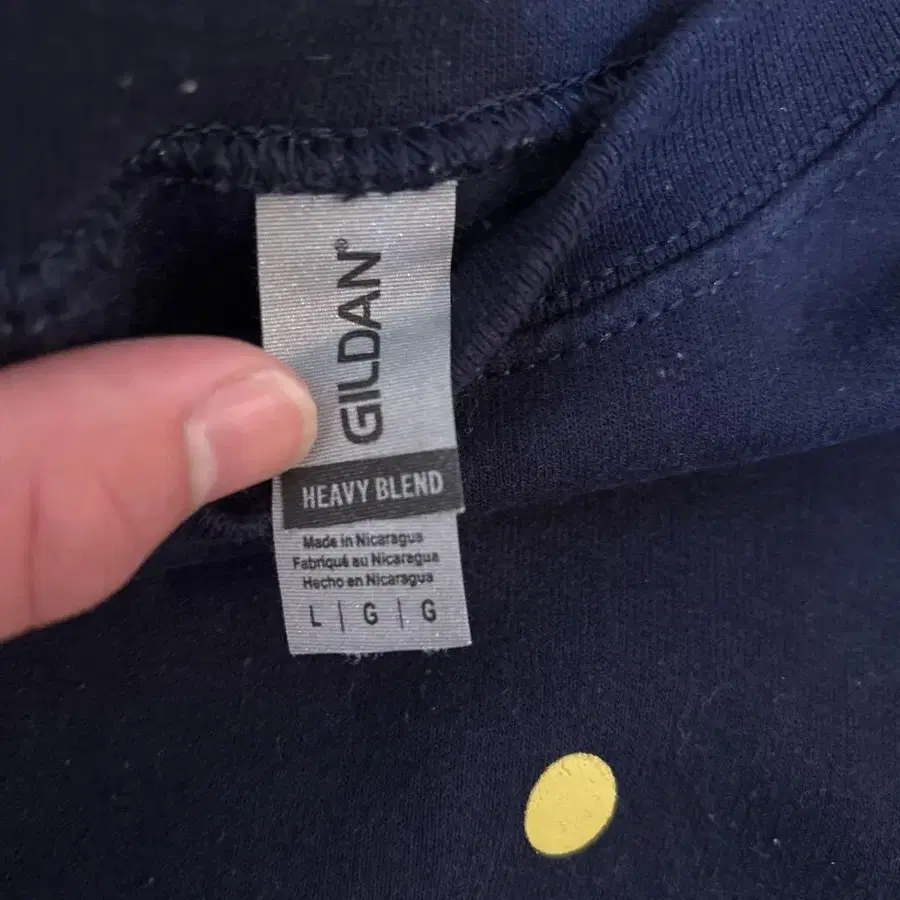 GILDAN®
HEAVY BLEND
Made in Nicaragua
Fabriqué au Nicaragua
Hecho en Nicaragua
L | G | G